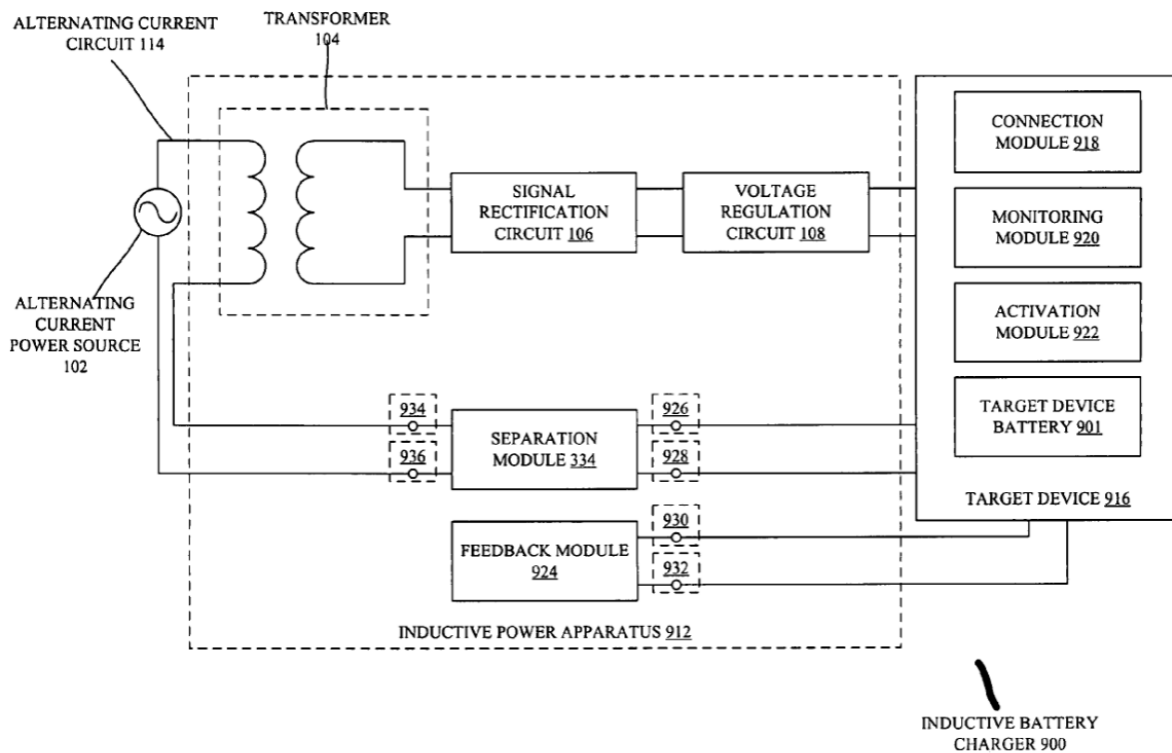 ALTERNATING CURRENT
CIRCUIT 114
TRANSFORMER
104
ALTERNATING
CURRENT
POWER SOURCE
102
SIGNAL
RECTIFICATION
CIRCUIT 106
VOLTAGE
REGULATION
CIRCUIT 108
CONNECTION
MODULE 918
MONITORING
MODULE 920
ACTIVATION
MODULE 922
TARGET DEVICE
BATTERY 901
TARGET DEVICE 916
934
936
SEPARATION
MODULE 334
926
928
FEEDBACK MODULE
924
930
932
INDUCTIVE POWER APPARATUS 912
INDUCTIVE BATTERY
CHARGER 900